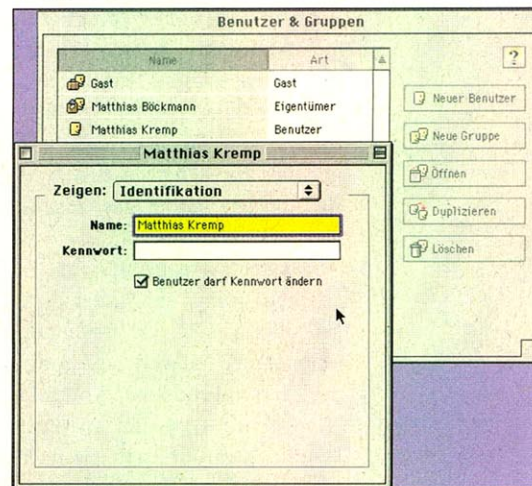 Benutzer & Gruppen
Name Art
Gast Gast
Matthias Böckmann Eigentümer
Matthias Kremp Benutzer
?
Neuer Benutzer
Neue Gruppe
Öffnen
Duplizieren
Löschen
Matthias Kremp
Zeigen: Identifikation
Name: Matthias Kremp
Kennwort:
Benutzer darf Kennwort ändern